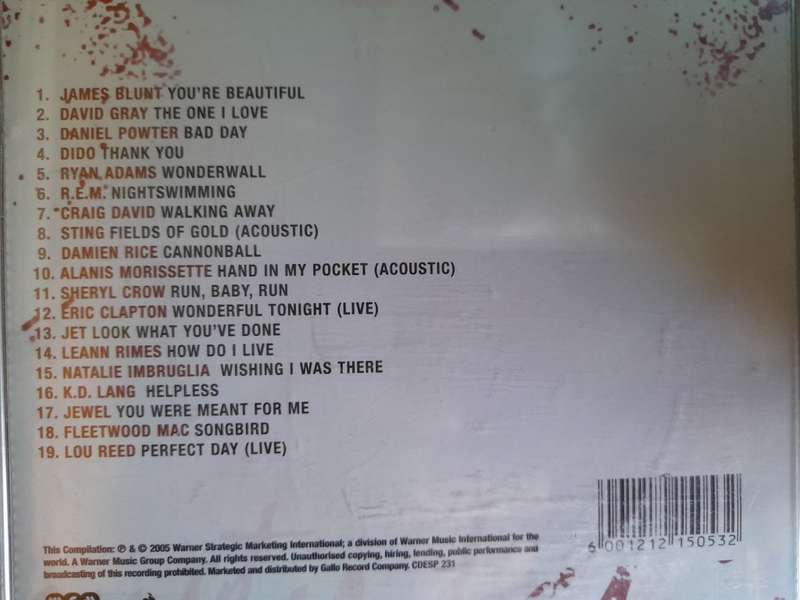 1. JAMES BLUNT YOU'RE BEAUTIFUL
2. DAVID GRAY THE ONE I LOVE
3. DANIEL POWTER BAD DAY
4. DIDO THANK YOU
5. RYAN ADAMS WONDERWALL
6. R.E.M. NIGHTSWIMMING
7. CRAIG DAVID WALKING AWAY
8. STING FIELDS OF GOLD (ACOUSTIC)
9. DAMIEN RICE CANNONBALL
10. ALANIS MORISSETTE HAND IN MY POCKET (ACOUSTIC)
11. SHERYL CROW RUN, BABY, RUN
12. ERIC CLAPTON WONDERFUL TONIGHT (LIVE)
13. JET LOOK WHAT YOU'VE DONE
14. LEANN RIMES HOW DO I LIVE
15. NATALIE IMBRUGLIA WISHING I WAS THERE
16. K.D. LANG HELPLESS
17. JEWEL YOU WERE MEANT FOR ME
18. FLEETWOOD MAC SONGBIRD
19. LOU REED PERFECT DAY (LIVE)
This Compilation: ℗ & © 2005 Warner Strategic Marketing International; a division of Warner Music International for the
world. A Warner Music Group Company. All rights reserved. Unauthorised copying, hiring, lending, public performance and
broadcasting of this recording prohibited. Marketed and distributed by Gallo Record Company. CDESP 231
6 001212 150532